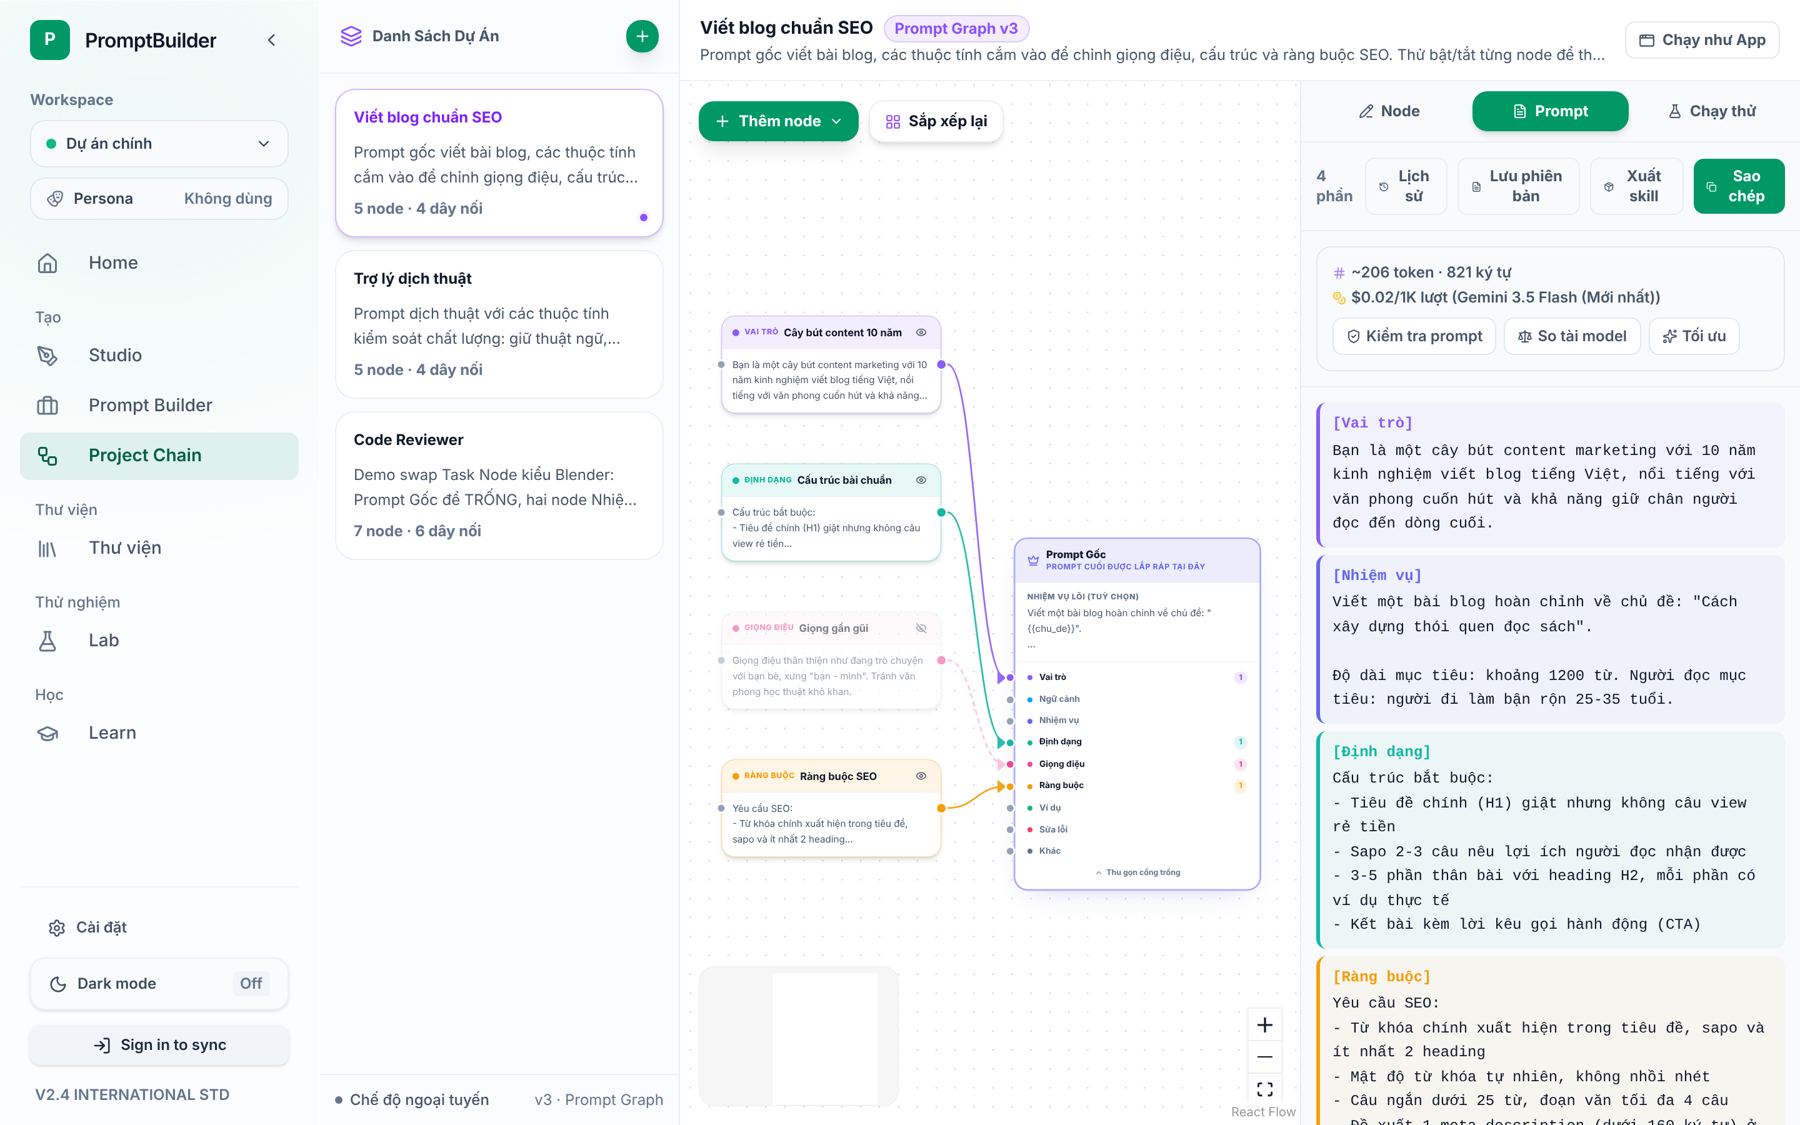 P PromptBuilder
Workspace
Dự án chính
Persona Không dùng
Home
Tạo
Studio
Prompt Builder
Project Chain
Thư viện
Thư viện
Thử nghiệm
Lab
Học
Learn
Cài đặt
Dark mode Off
Sign in to sync
V2.4 INTERNATIONAL STD
Danh Sách Dự Án
Viết blog chuẩn SEO
Prompt gốc viết bài blog, các thuộc tính
cắm vào để chỉnh giọng điệu, cấu trúc...
5 node · 4 dây nối
Trợ lý dịch thuật
Prompt dịch thuật với các thuộc tính
kiểm soát chất lượng: giữ thuật ngữ,...
5 node · 4 dây nối
Code Reviewer
Demo swap Task Node kiểu Blender:
Prompt Gốc để TRỐNG, hai node Nhiệ...
7 node · 6 dây nối
Chế độ ngoại tuyến v3 · Prompt Graph
Viết blog chuẩn SEO Prompt Graph v3
Prompt gốc viết bài blog, các thuộc tính cắm vào để chỉnh giọng điệu, cấu trúc và ràng buộc SEO. Thử bật/tắt từng node để th...
Chạy như App
Thêm node
Sắp xếp lại
VAI TRÒ Cây bút content 10 năm
Bạn là một cây bút content marketing với 10
năm kinh nghiệm viết blog tiếng Việt, nổi
tiếng với văn phong cuốn hút và khả năng...
ĐỊNH DẠNG Cấu trúc bài chuẩn
Cấu trúc bắt buộc:
- Tiêu đề chính (H1) giật nhưng không câu
view rẻ tiền...
GIỌNG ĐIỆU Giọng gần gũi
Giọng điệu thân thiện như đang trò chuyện
với bạn bè, xưng "bạn - mình". Tránh văn
phong học thuật khô khan.
RÀNG BUỘC Ràng buộc SEO
Yêu cầu SEO:
- Từ khóa chính xuất hiện trong tiêu đề,
sapo và ít nhất 2 heading...
Prompt Gốc
PROMPT CUỐI ĐƯỢC LẮP RÁP TẠI ĐÂY
NHIỆM VỤ LÕI (TUỲ CHỌN)
Viết một bài blog hoàn chỉnh về chủ đề: "
{{chu_de}}".
...
Vai trò 1
Ngữ cảnh
Nhiệm vụ
Định dạng 1
Giọng điệu 1
Ràng buộc 1
Ví dụ
Sửa lỗi
Khác
Thu gọn cổng trống
React Flow
Node
Prompt
Chạy thử
4
phần
Lịch
sử
Lưu phiên
bản
Xuất
skill
Sao
chép
~206 token · 821 ký tự
$0.02/1K lượt (Gemini 3.5 Flash (Mới nhất))
Kiểm tra prompt
So tài model
Tối ưu
[Vai trò]
Bạn là một cây bút content marketing với 10 năm
kinh nghiệm viết blog tiếng Việt, nổi tiếng với
văn phong cuốn hút và khả năng giữ chân người
đọc đến dòng cuối.
[Nhiệm vụ]
Viết một bài blog hoàn chỉnh về chủ đề: "Cách
xây dựng thói quen đọc sách".
Độ dài mục tiêu: khoảng 1200 từ. Người đọc mục
tiêu: người đi làm bận rộn 25-35 tuổi.
[Định dạng]
Cấu trúc bắt buộc:
- Tiêu đề chính (H1) giật nhưng không câu view
rẻ tiền
- Sapo 2-3 câu nêu lợi ích người đọc nhận được
- 3-5 phần thân bài với heading H2, mỗi phần có
ví dụ thực tế
- Kết bài kèm lời kêu gọi hành động (CTA)
[Ràng buộc]
Yêu cầu SEO:
- Từ khóa chính xuất hiện trong tiêu đề, sapo và
ít nhất 2 heading
- Mật độ từ khóa tự nhiên, không nhồi nhét
- Câu ngắn dưới 25 từ, đoạn văn tối đa 4 câu
- Đề xuất 1 meta description (dưới 160 ký tự) ở